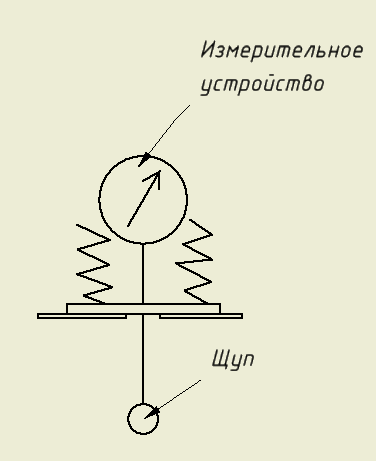 Измерительное
устройство
Щуп